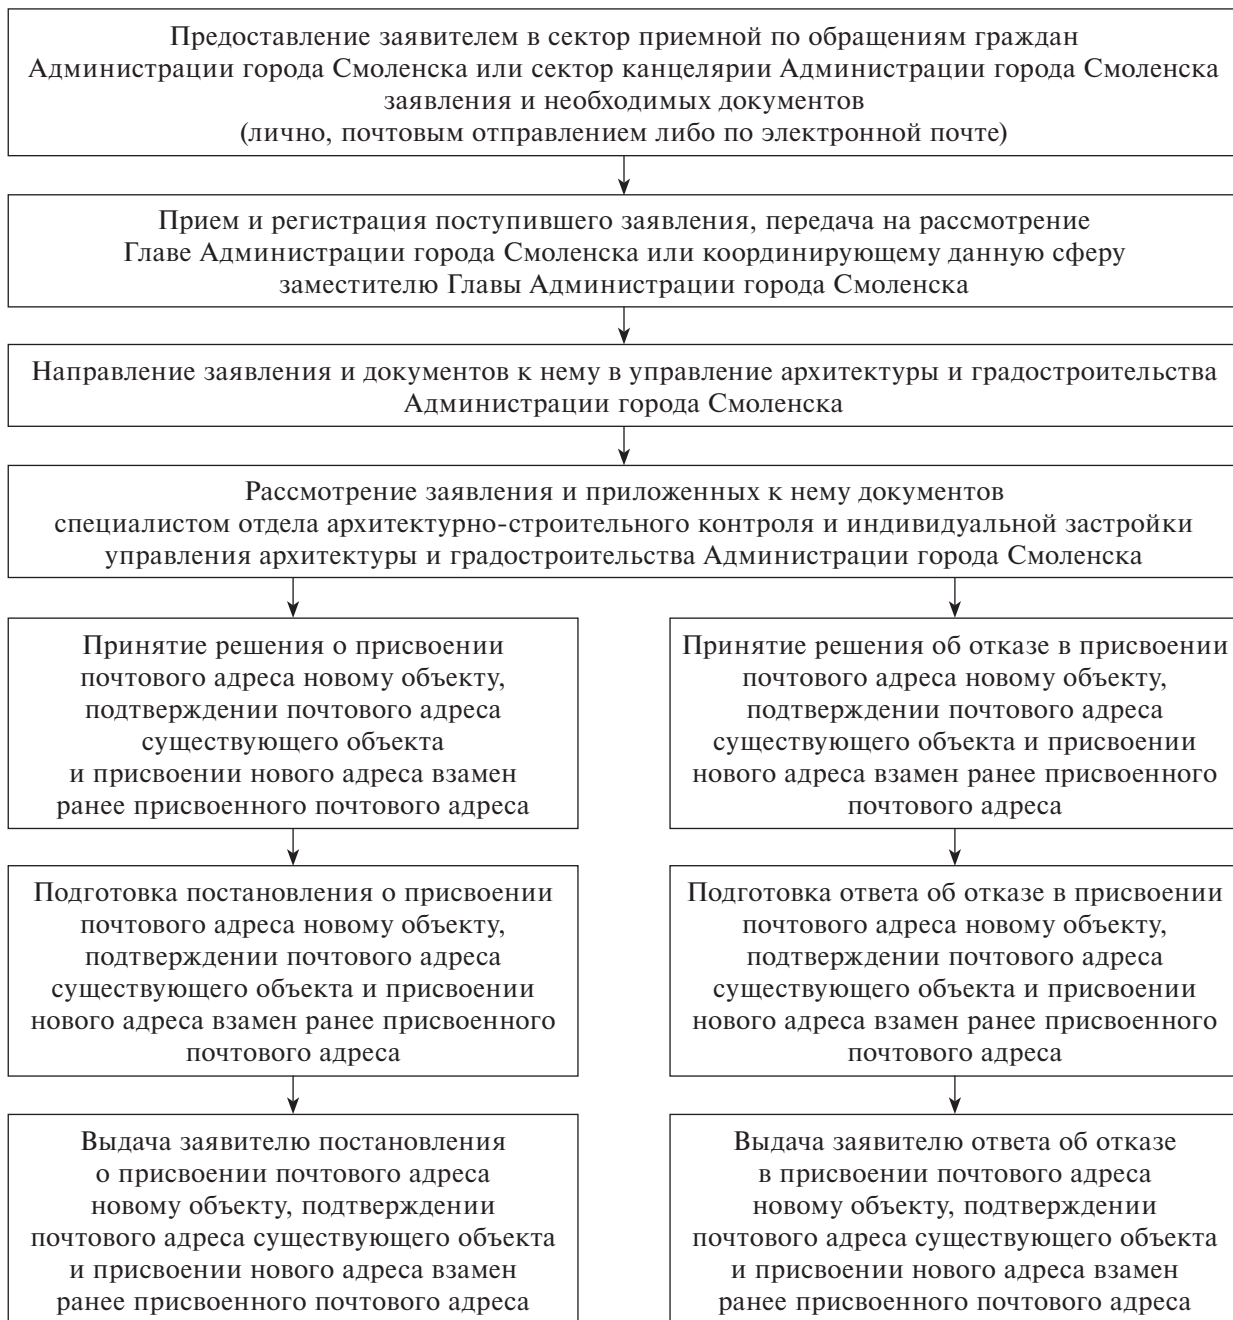 Предоставление заявителем в сектор приемной по обращениям граждан
Администрации города Смоленска или сектор канцелярии Администрации города Смоленска
заявления и необходимых документов
(лично, почтовым отправлением либо по электронной почте)
Прием и регистрация поступившего заявления, передача на рассмотрение
Главе Администрации города Смоленска или координирующему данную сферу
заместителю Главы Администрации города Смоленска
Направление заявления и документов к нему в управление архитектуры и градостроительства
Администрации города Смоленска
Рассмотрение заявления и приложенных к нему документов
специалистом отдела архитектурно-строительного контроля и индивидуальной застройки
управления архитектуры и градостроительства Администрации города Смоленска
Принятие решения о присвоении
почтового адреса новому объекту,
подтверждении почтового адреса
существующего объекта
и присвоении нового адреса взамен
ранее присвоенного почтового адреса
Принятие решения об отказе в присвоении
почтового адреса новому объекту,
подтверждении почтового адреса
существующего объекта и присвоении
нового адреса взамен ранее присвоенного
почтового адреса
Подготовка постановления о присвоении
почтового адреса новому объекту,
подтверждении почтового адреса
существующего объекта и присвоении
нового адреса взамен ранее присвоенного
почтового адреса
Подготовка ответа об отказе в присвоении
почтового адреса новому объекту,
подтверждении почтового адреса
существующего объекта и присвоении
нового адреса взамен ранее присвоенного
почтового адреса
Выдача заявителю постановления
о присвоении почтового адреса
новому объекту, подтверждении
почтового адреса существующего объекта
и присвоении нового адреса взамен
ранее присвоенного почтового адреса
Выдача заявителю ответа об отказе
в присвоении почтового адреса
новому объекту, подтверждении
почтового адреса существующего объекта
и присвоении нового адреса взамен
ранее присвоенного почтового адреса